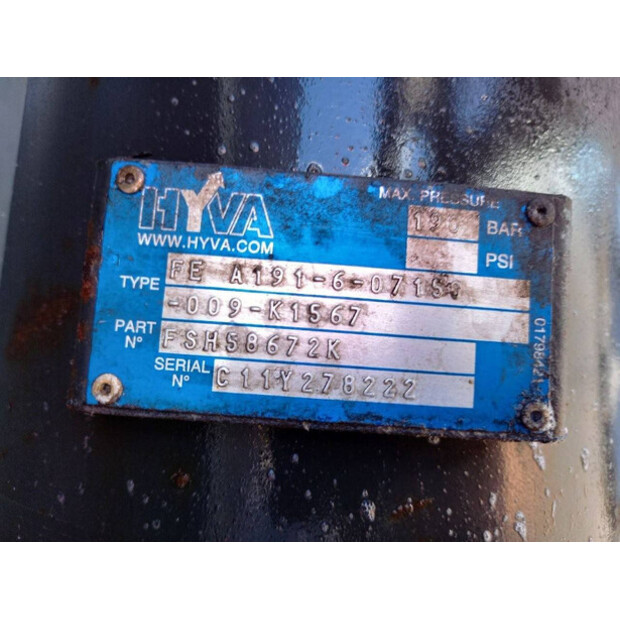 HYVA
WWW.HYVA.COM
MAX. PRESSURE
BAR
PSI
TYPE FE A191-6-0715
-009-K1567
PART N° FSH58672K
SERIAL N° C11Y278222